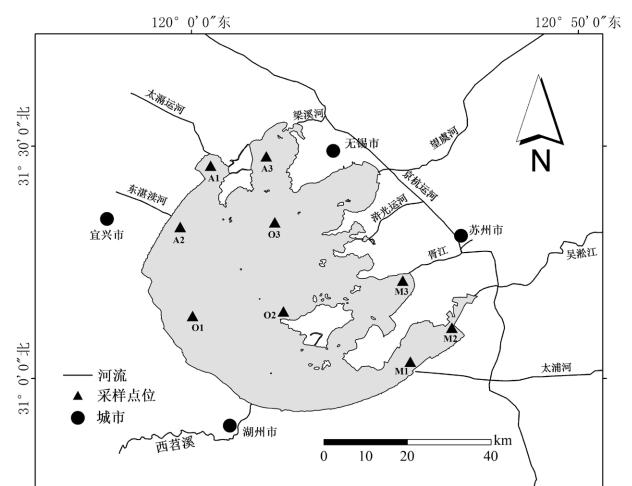 120° 0′0″东
120° 50′0″东
31° 30′0″北
31° 0′0″北
太滆运河
梁溪河
无锡市
望虞河
京杭运河
A1
A3
东湛渎河
浒光运河
宜兴市
A2
O3
苏州市
胥江
吴淞江
M3
O1
O2
M2
M1
太浦河
河流
采样点位
城市
湖州市
西苕溪
N
km
0 20 40